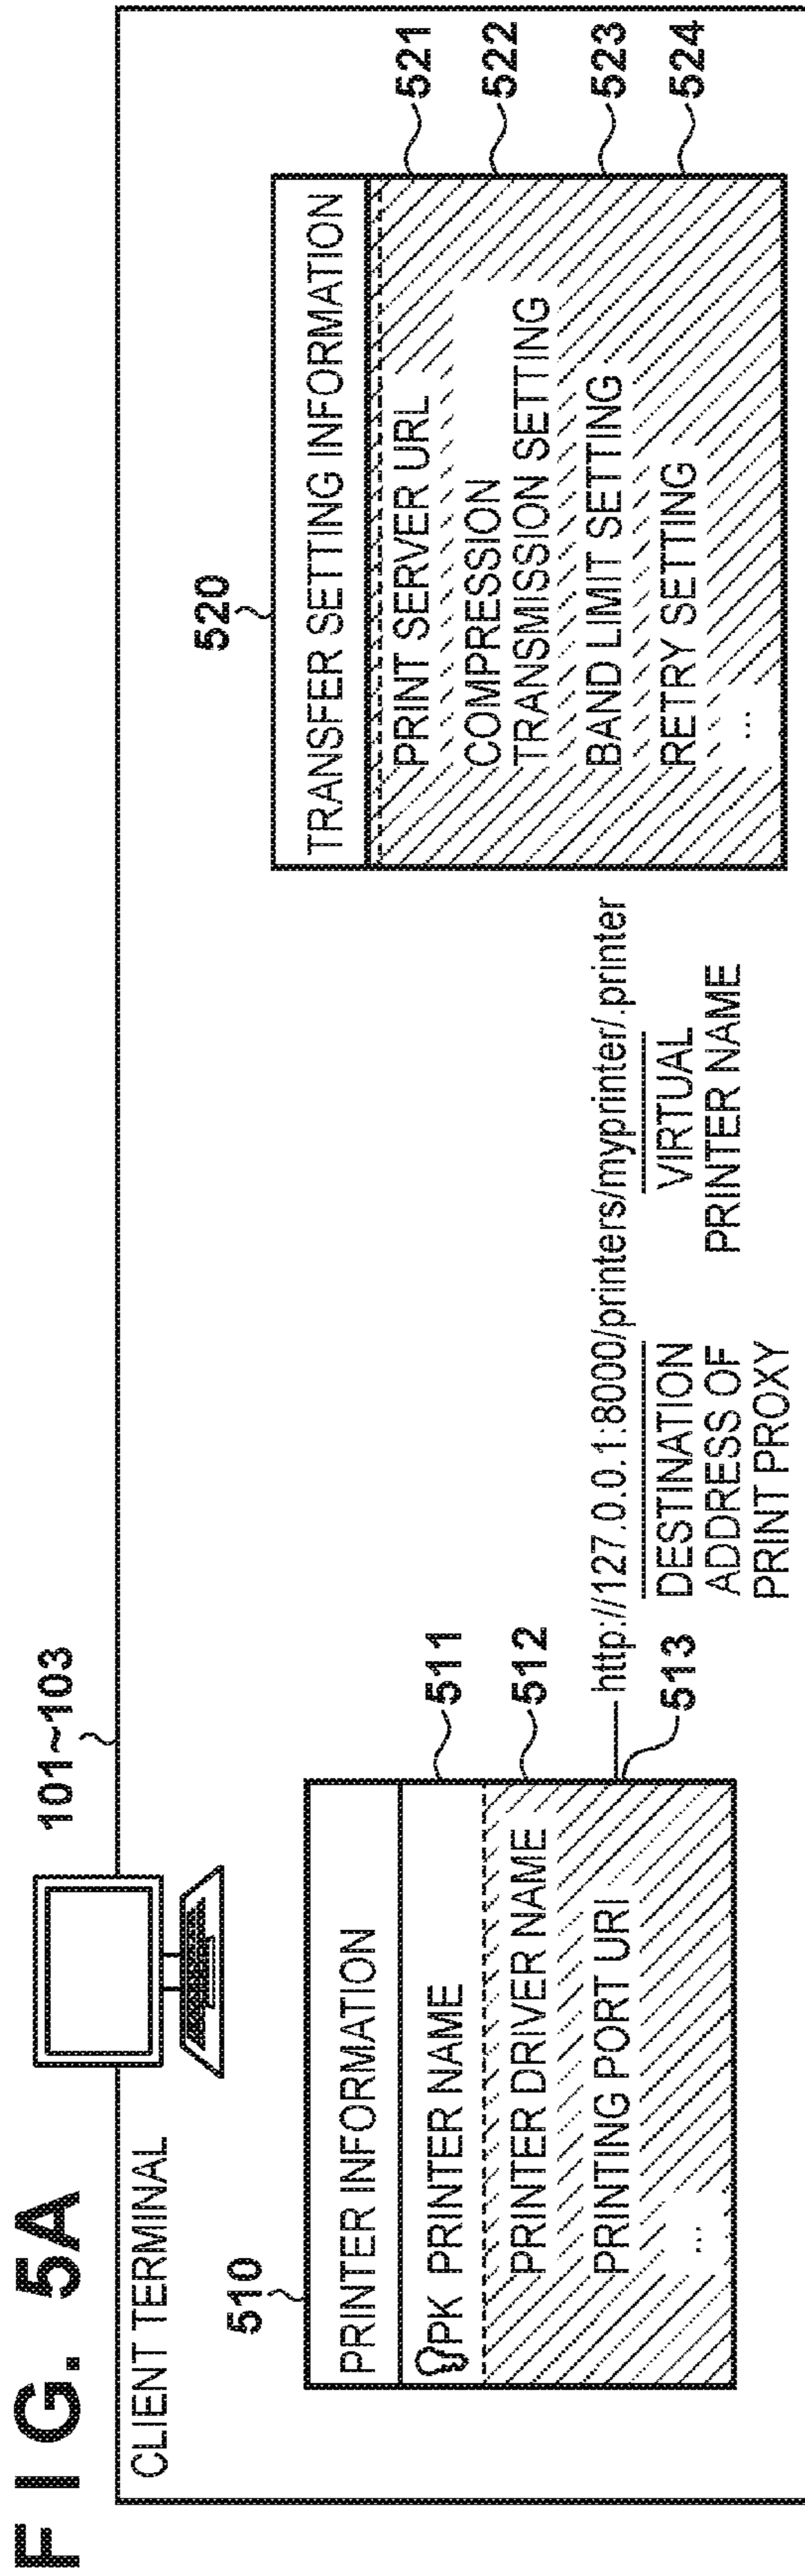 FIG. 5A
CLIENT TERMINAL
101~103
510
PRINTER INFORMATION
PK PRINTER NAME
511
PRINTER DRIVER NAME
512
PRINTING PORT URI
513
...
http://127.0.0.1:8000/printers/myprinter/.printer
DESTINATION
ADDRESS OF
PRINT PROXY
VIRTUAL
PRINTER NAME
520
TRANSFER SETTING INFORMATION
PRINT SERVER URL
521
COMPRESSION
TRANSMISSION SETTING
522
BAND LIMIT SETTING
523
RETRY SETTING
524
...